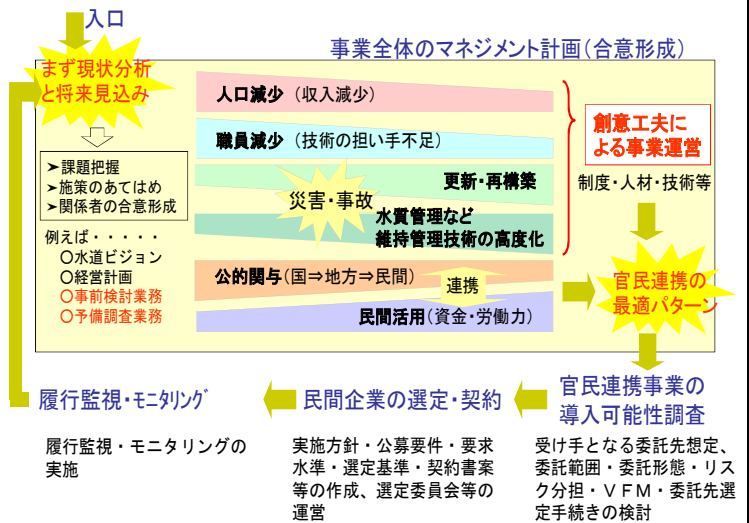 入口
事業全体のマネジメント計画(合意形成)
まず現状分析
と将来見込み
➤課題把握
➤施策のあてはめ
➤関係者の合意形成
例えば・・・・・
〇水道ビジョン
〇経営計画
〇事前検討業務
〇予備調査業務
人口減少（収入減少）
職員減少（技術の担い手不足）
更新・再構築
災害・事故
水質管理など
維持管理技術の高度化
公的関与(国⇒地方⇒民間)
連携
民間活用(資金・労働力)
創意工夫に
よる事業運営
制度・人材・技術等
官民連携の
最適パターン
官民連携事業の
導入可能性調査
受け手となる委託先想定、
委託範囲・委託形態・リス
ク分担・ＶＦＭ・委託先選
定手続きの検討
民間企業の選定・契約
実施方針・公募要件・要求
水準・選定基準・契約書案
等の作成、選定委員会等の
運営
履行監視・ﾓﾆﾀﾘﾝｸﾞ
履行監視・モニタリングの
実施